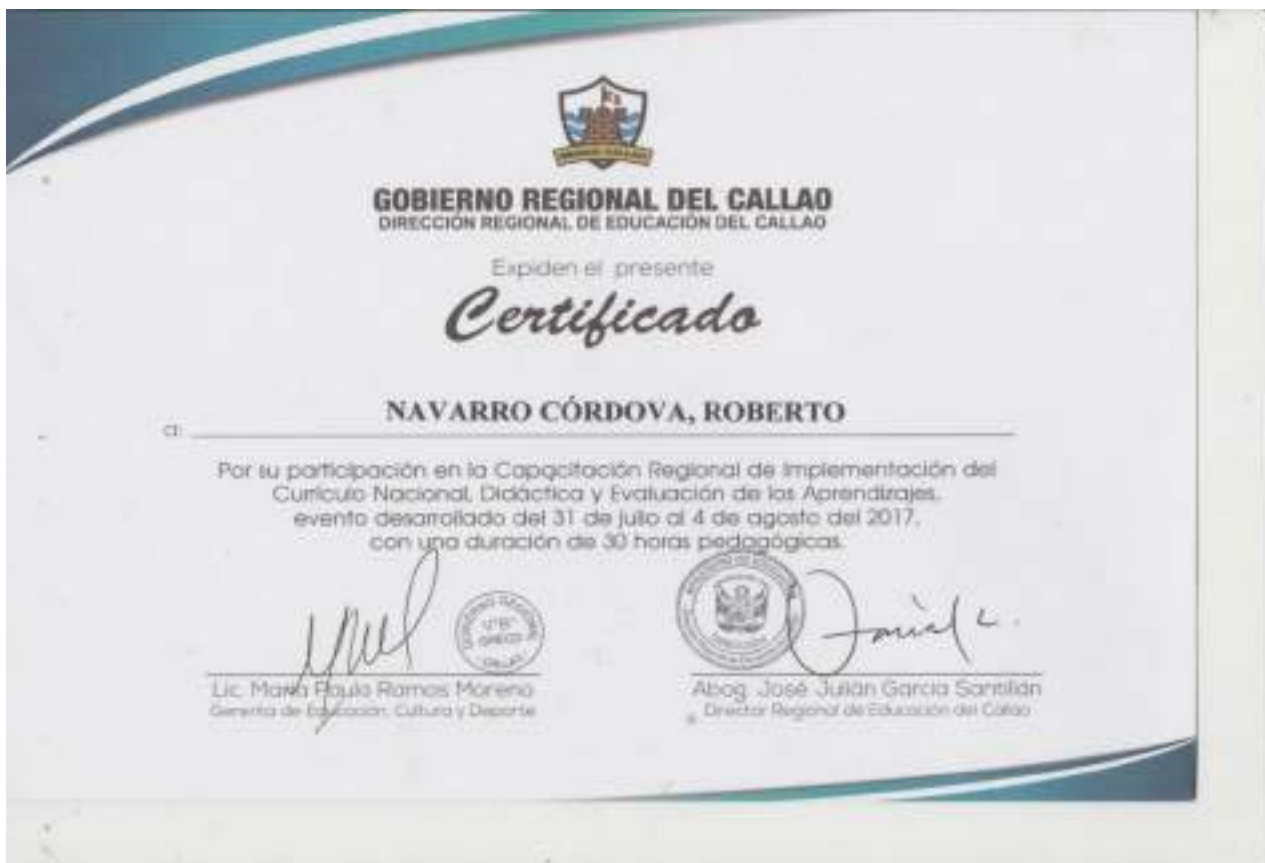 GOBIERNO REGIONAL DEL CALLAO
DIRECCIÓN REGIONAL DE EDUCACIÓN DEL CALLAO
Expiden el presente
Certificado
NAVARRO CÓRDOVA, ROBERTO
a:
Por su participación en la Capacitación Regional de Implementación del
Currículo Nacional, Didáctica y Evaluación de los Aprendizajes,
evento desarrollado del 31 de julio al 4 de agosto del 2017,
con una duración de 30 horas pedagógicas.
Lic. María Paula Ramos Moreno
Gerenta de Educación, Cultura y Deporte
Abog. José Julián García Santillán
Director Regional de Educación del Callao